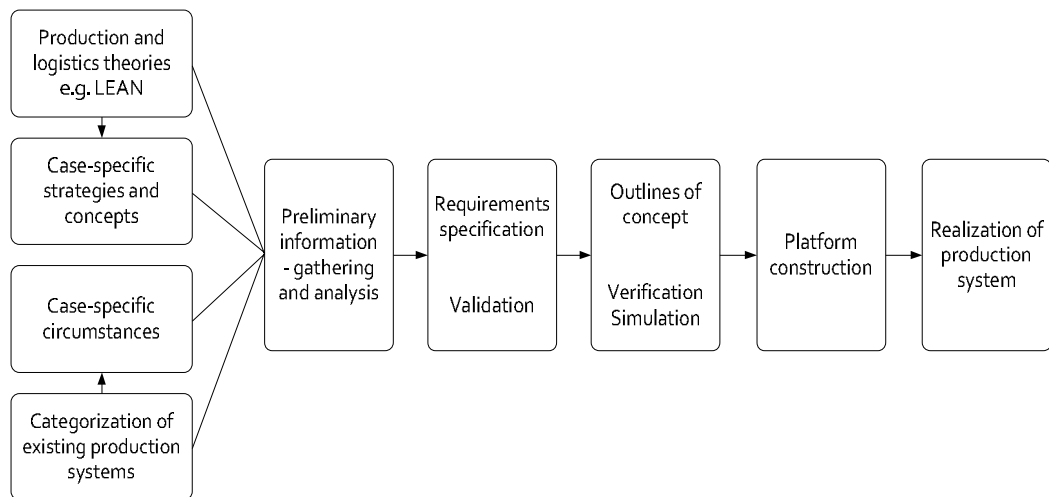 Production and
logistics theories
e.g. LEAN
Case-specific
strategies and
concepts
Case-specific
circumstances
Categorization of
existing production
systems
Preliminary
information
- gathering
and analysis
Requirements
specification
Validation
Outlines of
concept
Verification
Simulation
Platform
construction
Realization of
production
system